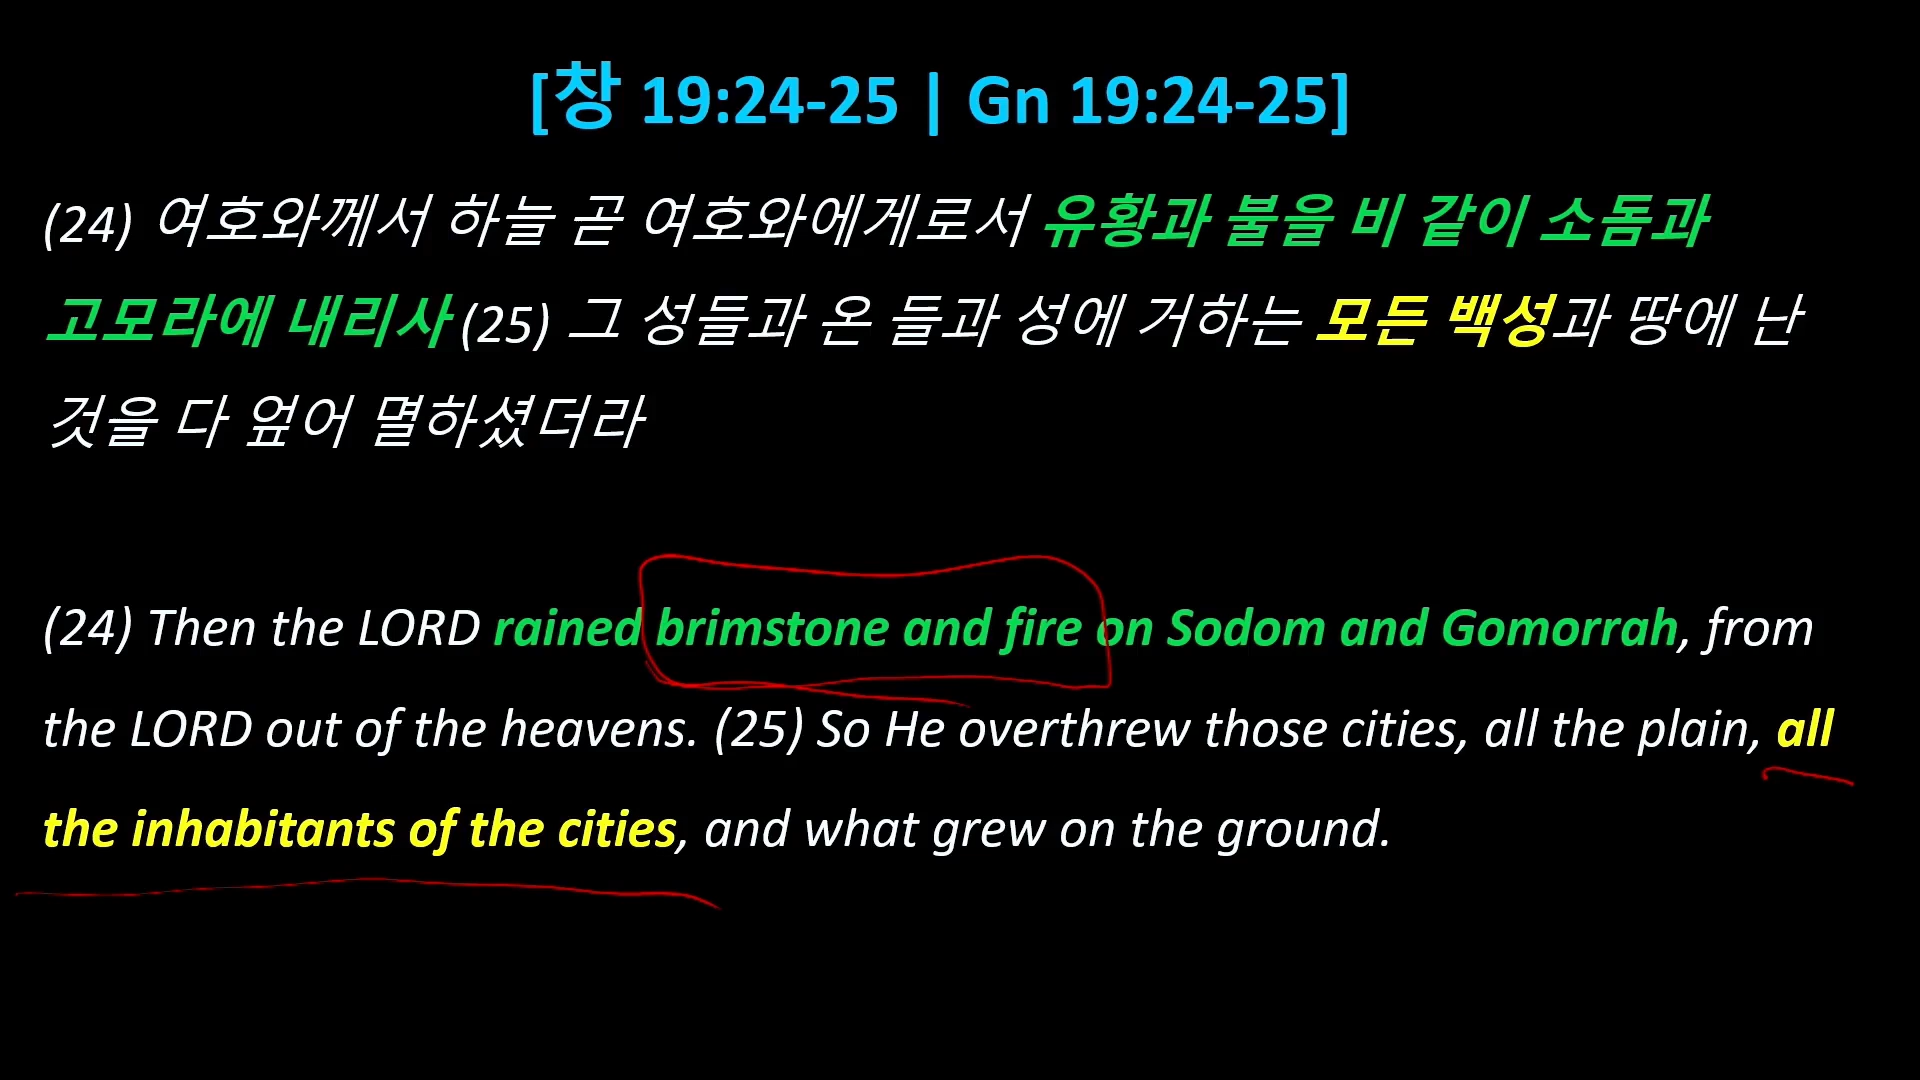 [창 19:24-25 | Gn 19:24-25]
(24) 여호와께서 하늘 곧 여호와에게로서 유황과 불을 비 같이 소돔과
고모라에 내리사 (25) 그 성들과 온 들과 성에 거하는 모든 백성과 땅에 난
것을 다 엎어 멸하셨더라
(24) Then the LORD rained brimstone and fire on Sodom and Gomorrah, from
the LORD out of the heavens. (25) So He overthrew those cities, all the plain, all
the inhabitants of the cities, and what grew on the ground.